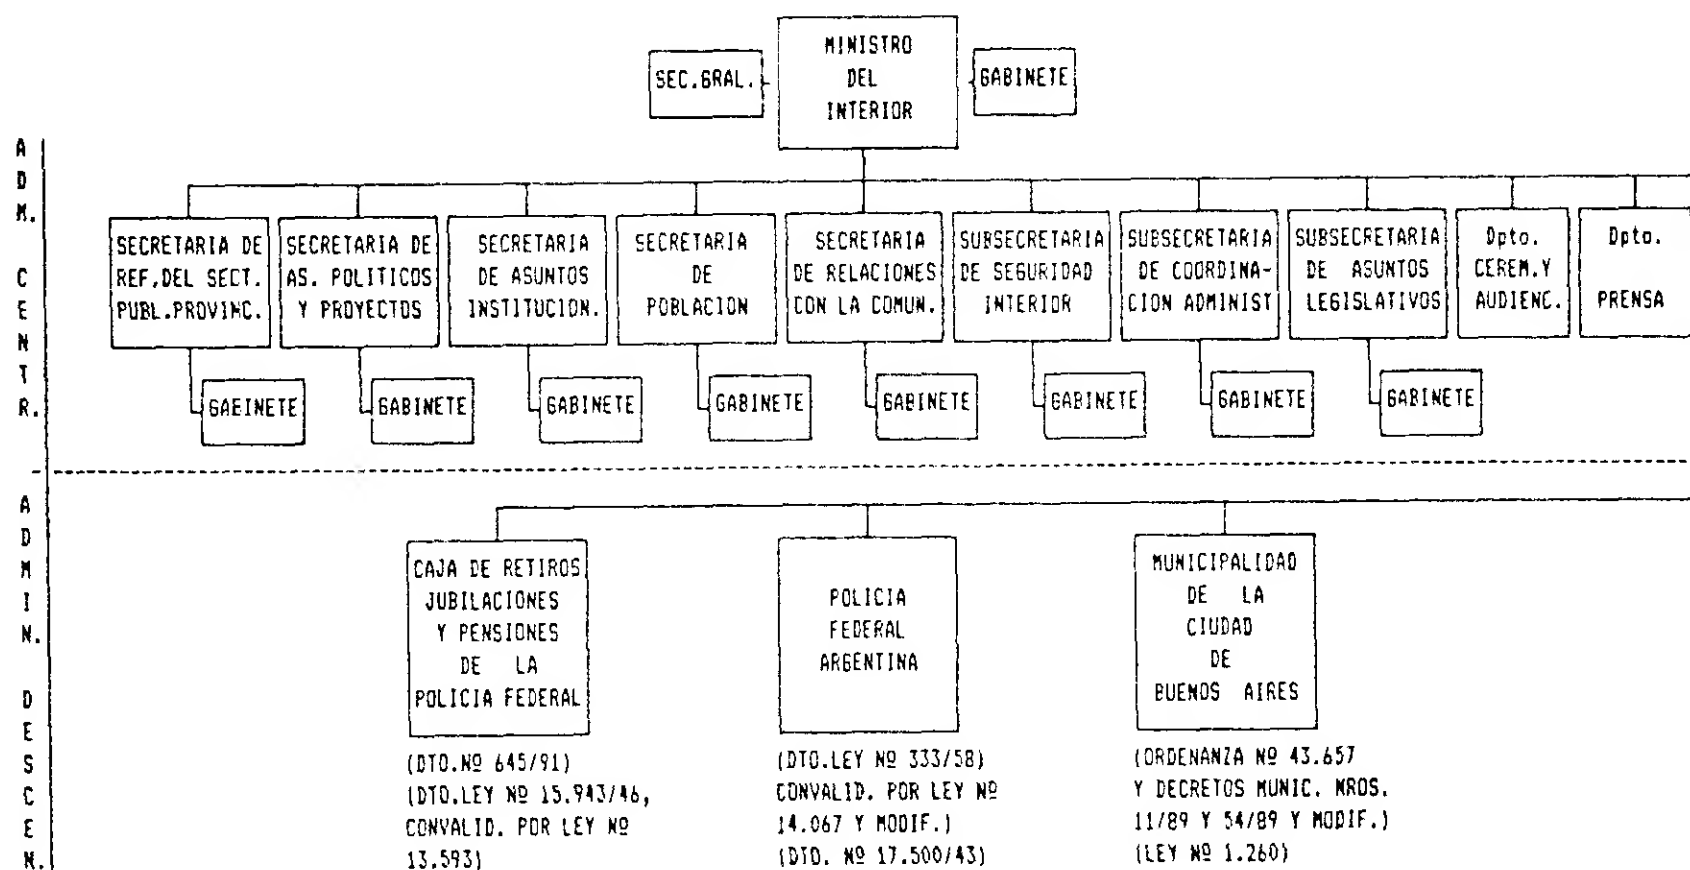 MINISTRO
DEL
INTERIOR
SEC.GRAL.
GABINETE
ADM. CENTR.
SECRETARIA DE
REF.DEL SECT.
PUBL.PROVINC.
SECRETARIA DE
AS. POLITICOS
Y PROYECTOS
SECRETARIA
DE ASUNTOS
INSTITUCION.
SECRETARIA
DE
POBLACION
SECRETARIA
DE RELACIONES
CON LA COMUN.
SUBSECRETARIA
DE SEGURIDAD
INTERIOR
SUBSECRETARIA
DE COORDINA-
CION ADMINIST
SUBSECRETARIA
DE ASUNTOS
LEGISLATIVOS
Dpto.
CEREM.Y
AUDIENC.
Dpto.
PRENSA
GABINETE
GABINETE
GABINETE
GABINETE
GABINETE
GABINETE
GABINETE
GABINETE
ADMIN. DESCEN.
CAJA DE RETIROS
JUBILACIONES
Y PENSIONES
DE LA
POLICIA FEDERAL
POLICIA
FEDERAL
ARGENTINA
MUNICIPALIDAD
DE LA
CIUDAD
DE
BUENOS AIRES
(DTO.Nº 645/91)
(DTO.LEY Nº 15.943/46,
CONVALID. POR LEY Nº
13.593)
(DTO.LEY Nº 333/58)
CONVALID. POR LEY Nº
14.067 Y MODIF.)
(DTO. Nº 17.500/43)
(ORDENANZA Nº 43.657
Y DECRETOS MUNIC. NROS.
11/89 Y 54/89 Y MODIF.)
(LEY Nº 1.260)